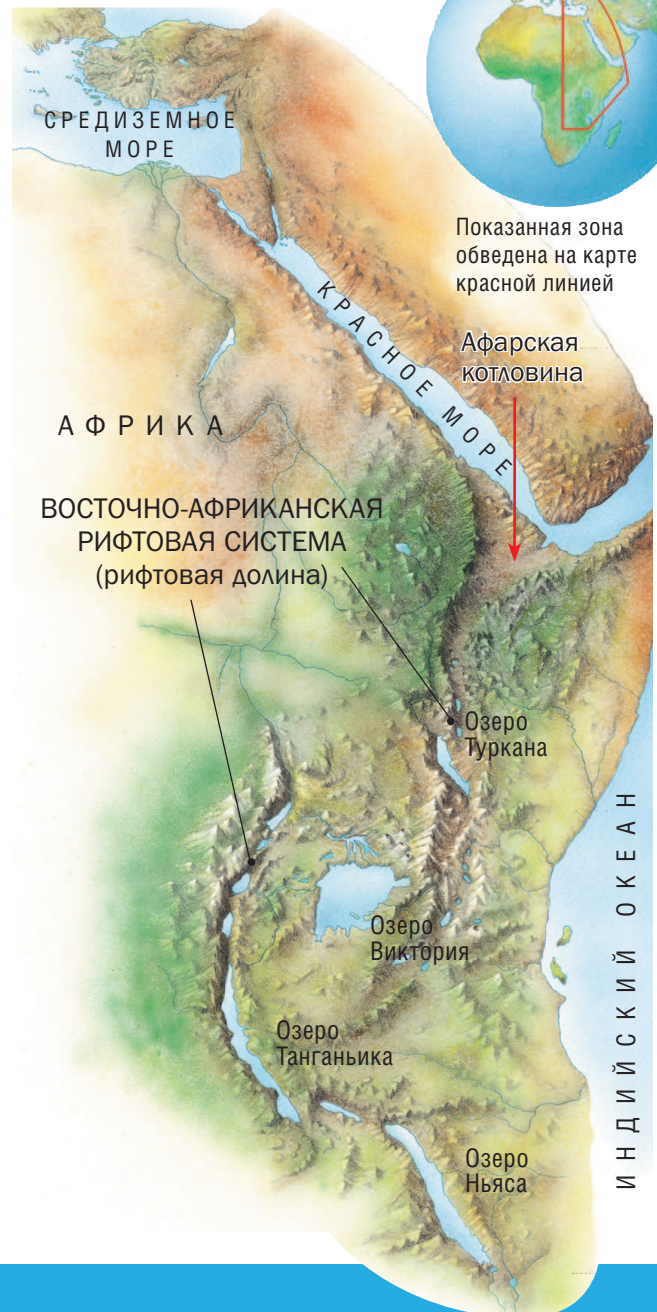 СРЕДИЗЕМНОЕ
МОРЕ
Показанная зона
обведена на карте
красной линией
КРАСНОЕ МОРЕ
Афарская
котловина
АФРИКА
ВОСТОЧНО-АФРИКАНСКАЯ
РИФТОВАЯ СИСТЕМА
(рифтовая долина)
Озеро
Туркана
ИНДИЙСКИЙ ОКЕАН
Озеро
Виктория
Озеро
Танганьика
Озеро
Ньяса